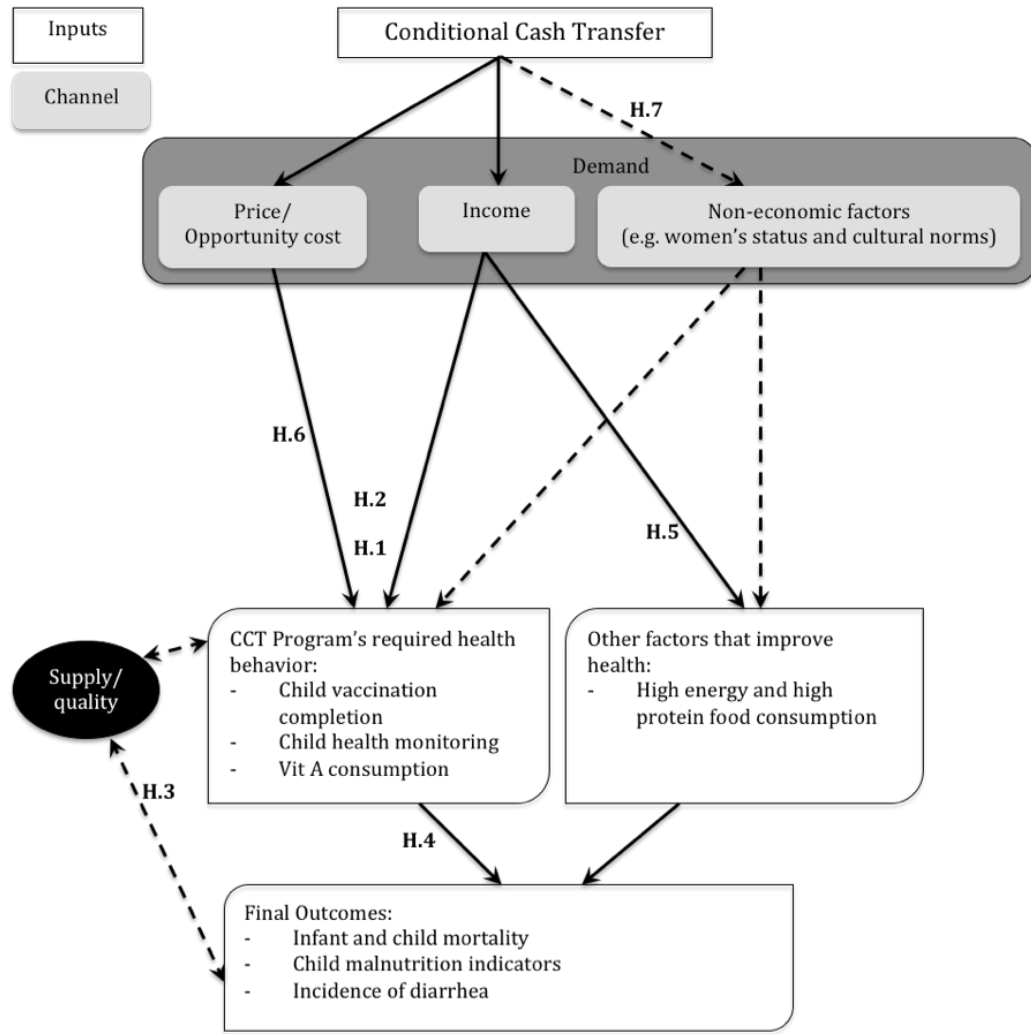 Inputs
Conditional Cash Transfer
Channel
H.7
Demand
Price/
Opportunity cost
Income
Non-economic factors
(e.g. women's status and cultural norms)
H.6
H.2
H.1
H.5
CCT Program's required health
behavior:
- Child vaccination
completion
- Child health monitoring
- Vit A consumption
Other factors that improve
health:
- High energy and high
protein food consumption
Supply/
quality
H.3
H.4
Final Outcomes:
- Infant and child mortality
- Child malnutrition indicators
- Incidence of diarrhea